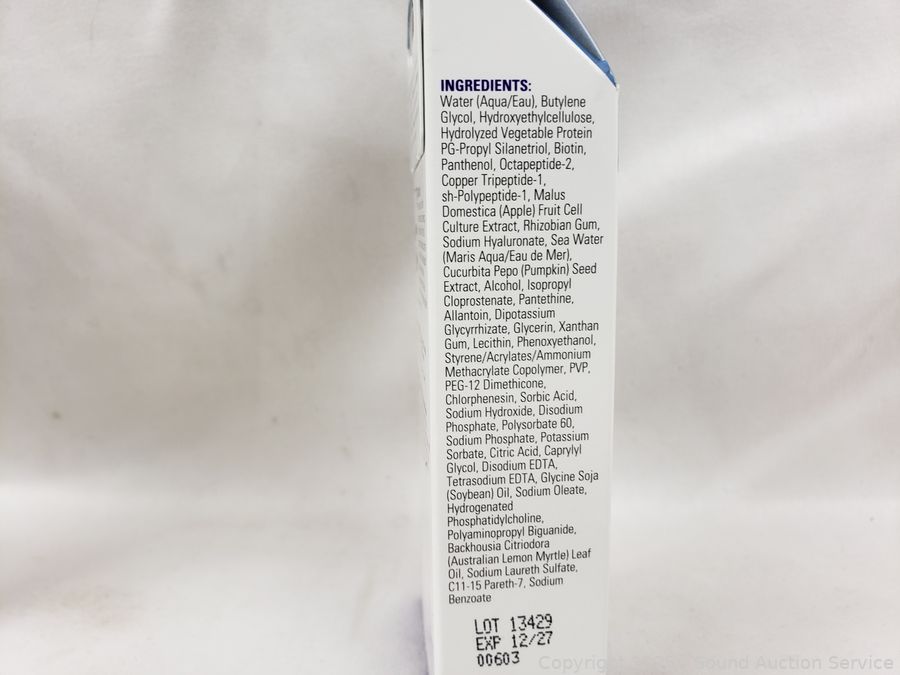 INGREDIENTS:
Water (Aqua/Eau), Butylene
Glycol, Hydroxyethylcellulose,
Hydrolyzed Vegetable Protein
PG-Propyl Silanetriol, Biotin,
Panthenol, Octapeptide-2,
Copper Tripeptide-1,
sh-Polypeptide-1, Malus
Domestica (Apple) Fruit Cell
Culture Extract, Rhizobian Gum,
Sodium Hyaluronate, Sea Water
(Maris Aqua/Eau de Mer),
Cucurbita Pepo (Pumpkin) Seed
Extract, Alcohol, Isopropyl
Cloprostenate, Pantethine,
Allantoin, Dipotassium
Glycyrrhizate, Glycerin, Xanthan
Gum, Lecithin, Phenoxyethanol,
Styrene/Acrylates/Ammonium
Methacrylate Copolymer, PVP,
PEG-12 Dimethicone,
Chlorphenesin, Sorbic Acid,
Sodium Hydroxide, Disodium
Phosphate, Polysorbate 60,
Sodium Phosphate, Potassium
Sorbate, Citric Acid, Caprylyl
Glycol, Disodium EDTA,
Tetrasodium EDTA, Glycine Soja
(Soybean) Oil, Sodium Oleate,
Hydrogenated
Phosphatidylcholine,
Polyaminopropyl Biguanide,
Backhousia Citriodora
(Australian Lemon Myrtle) Leaf
Oil, Sodium Laureth Sulfate,
C11-15 Pareth-7, Sodium
Benzoate
LOT 13429
EXP 12/27
00603
Copyright Sound Auction Service